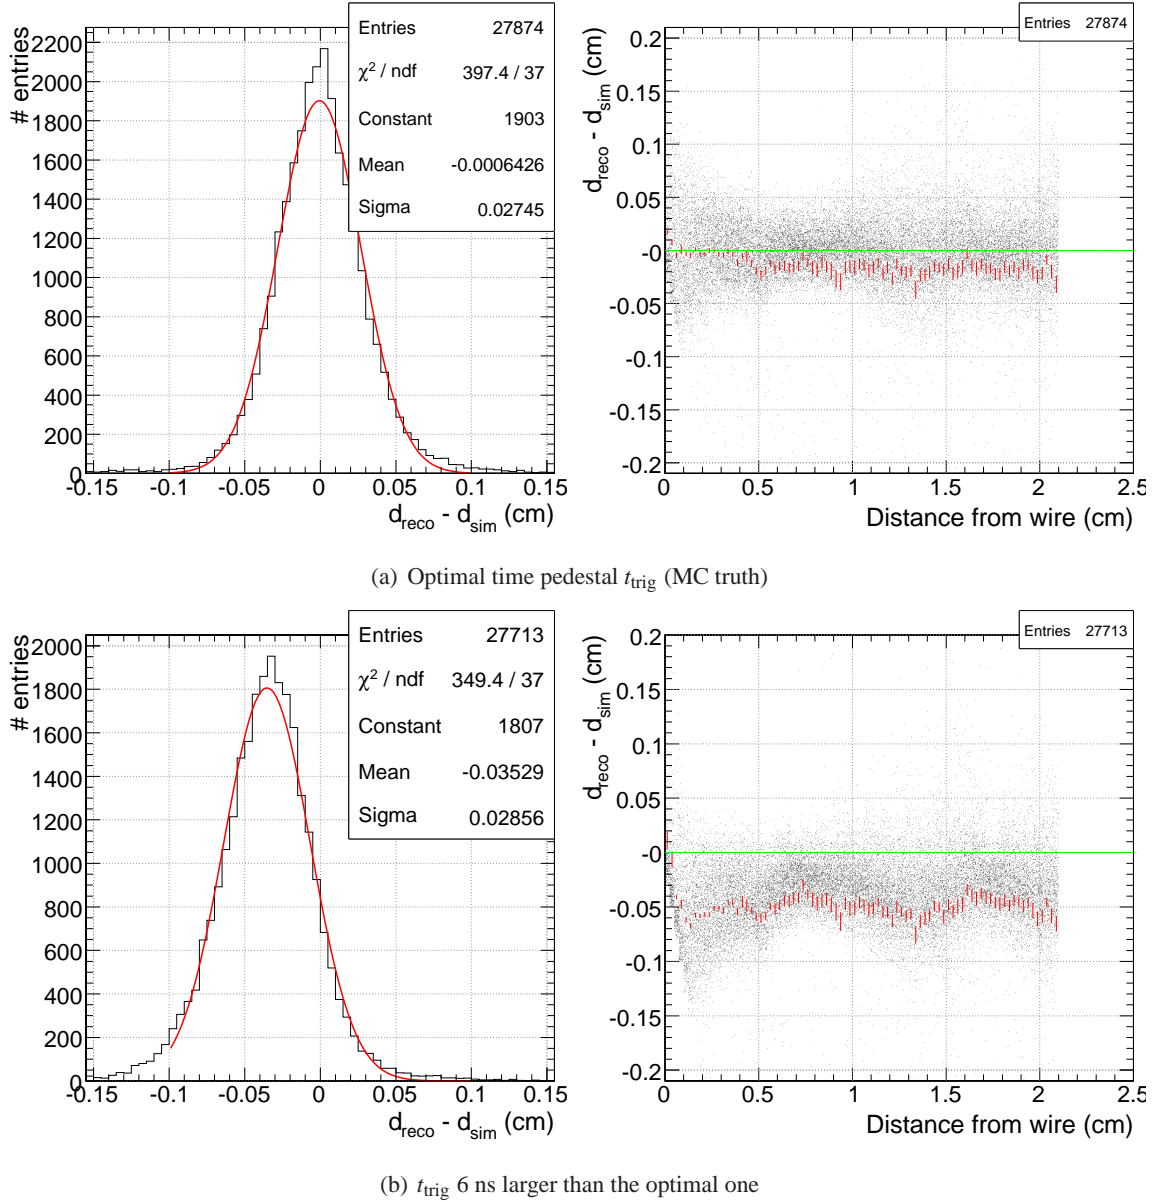 Entries 27874
χ² / ndf 397.4 / 37
Constant 1903
Mean -0.0006426
Sigma 0.02745
# entries
2200
2000
1800
1600
1400
1200
1000
800
600
400
200
0
-0.15 -0.1 -0.05 0 0.05 0.1 0.15
d_reco - d_sim (cm)
Entries 27874
d_reco - d_sim (cm)
0.2
0.15
0.1
0.05
-0
-0.05
-0.1
-0.15
-0.2
0 0.5 1 1.5 2 2.5
Distance from wire (cm)
(a) Optimal time pedestal t_trig (MC truth)
Entries 27713
χ² / ndf 349.4 / 37
Constant 1807
Mean -0.03529
Sigma 0.02856
# entries
2000
1800
1600
1400
1200
1000
800
600
400
200
0
-0.15 -0.1 -0.05 0 0.05 0.1 0.15
d_reco - d_sim (cm)
Entries 27713
d_reco - d_sim (cm)
0.2
0.15
0.1
0.05
-0
-0.05
-0.1
-0.15
-0.2
0 0.5 1 1.5 2 2.5
Distance from wire (cm)
(b) t_trig 6 ns larger than the optimal one